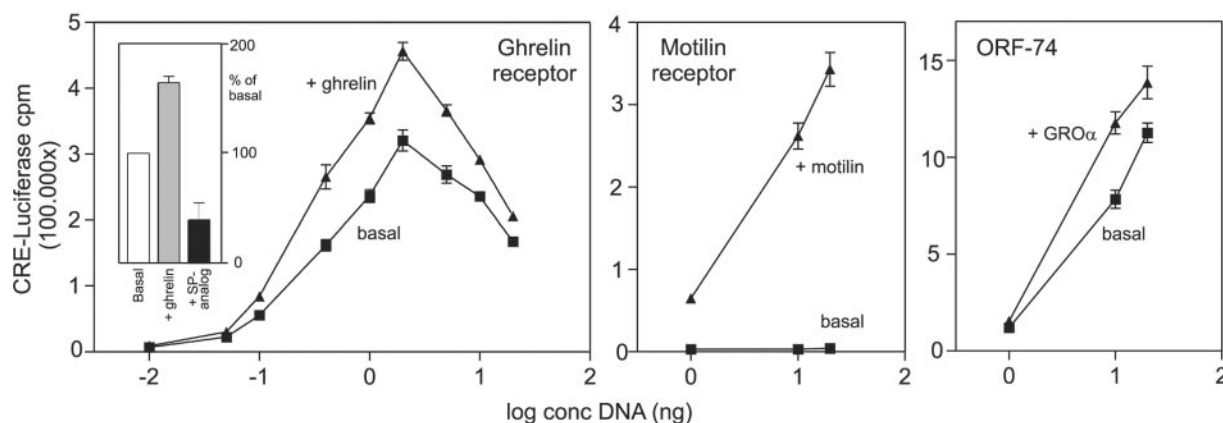 CRE-Luciferase cpm
(100.000x)
5
4
3
2
1
0
-2
-1
0
1
2
Ghrelin
receptor
+ ghrelin
basal
200
% of
basal
100
0
Basal
+ ghrelin
+ SP-
analog
4
3
2
1
0
0
1
2
Motilin
receptor
+ motilin
basal
15
10
5
0
0
1
2
ORF-74
+ GROα
basal
log conc DNA (ng)